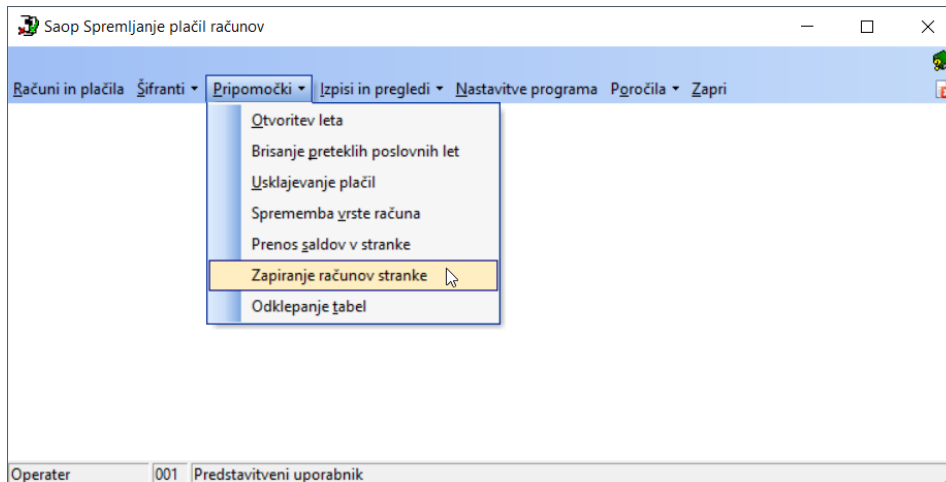 Saop Spremljanje plačil računov
Računi in plačila Šifranti Pripomočki Izpisi in pregledi Nastavitve programa Poročila Zapri
Otvoritev leta
Brisanje preteklih poslovnih let
Usklajevanje plačil
Sprememba vrste računa
Prenos saldov v stranke
Zapiranje računov stranke
Odklepanje tabel
Operater 001 Predstavitveni uporabnik